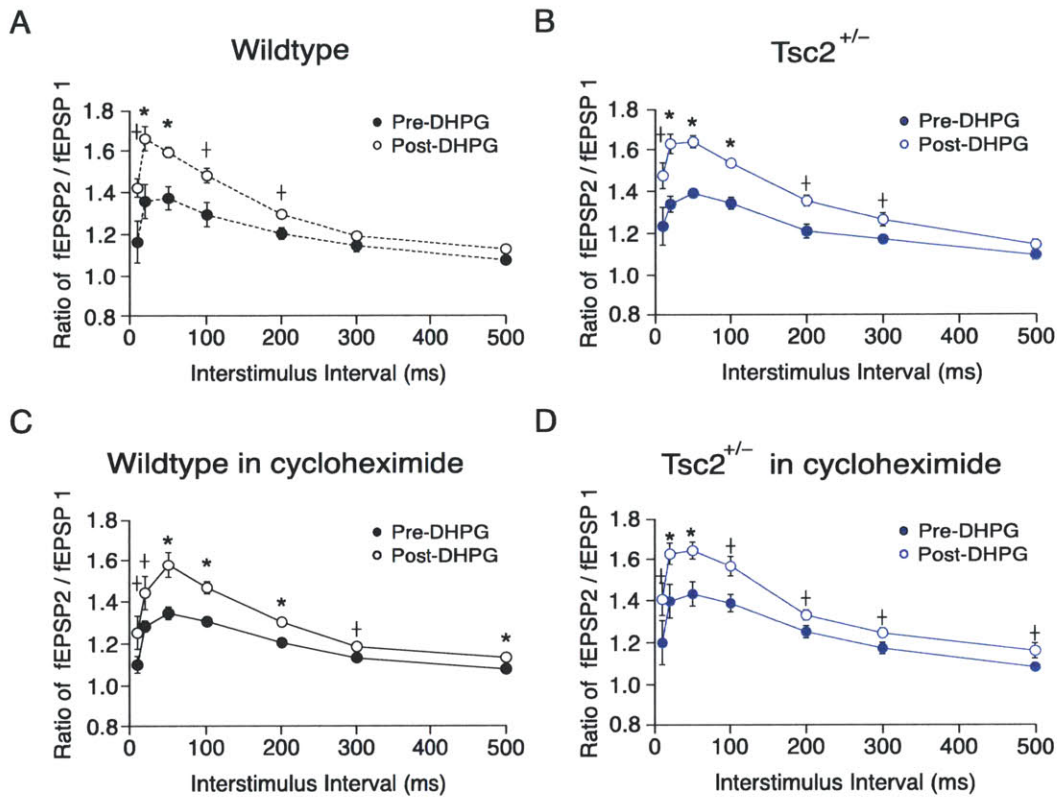 A
Wildtype
Ratio of fEPSP2 / fEPSP 1
1.8
1.6
1.4
1.2
1.0
0.8
† * * † †
Pre-DHPG
Post-DHPG
0 100 200 300 400 500
Interstimulus Interval (ms)
B
Tsc2+/−
Ratio of fEPSP2 / fEPSP 1
1.8
1.6
1.4
1.2
1.0
0.8
† * * * † †
Pre-DHPG
Post-DHPG
0 100 200 300 400 500
Interstimulus Interval (ms)
C
Wildtype in cycloheximide
Ratio of fEPSP2 / fEPSP 1
1.8
1.6
1.4
1.2
1.0
0.8
† † * * * † *
Pre-DHPG
Post-DHPG
0 100 200 300 400 500
Interstimulus Interval (ms)
D
Tsc2+/− in cycloheximide
Ratio of fEPSP2 / fEPSP 1
1.8
1.6
1.4
1.2
1.0
0.8
† * * † † † †
Pre-DHPG
Post-DHPG
0 100 200 300 400 500
Interstimulus Interval (ms)